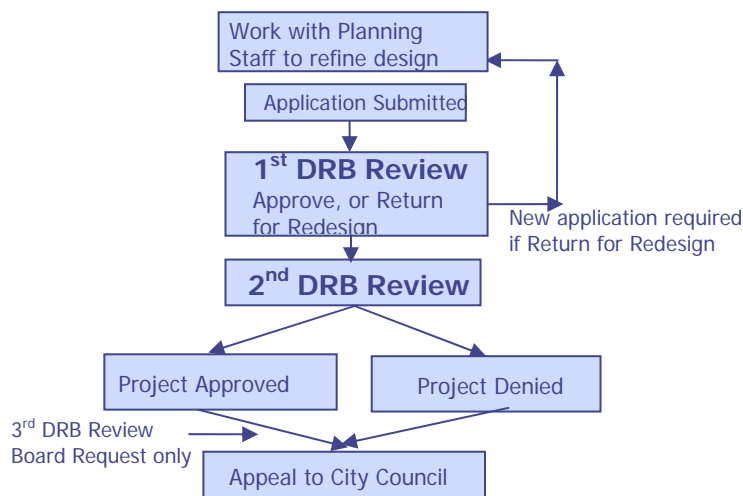 Work with Planning
Staff to refine design
Application Submitted
1st DRB Review
Approve, or Return
for Redesign
New application required
if Return for Redesign
2nd DRB Review
Project Approved
Project Denied
3rd DRB Review
Board Request only
Appeal to City Council